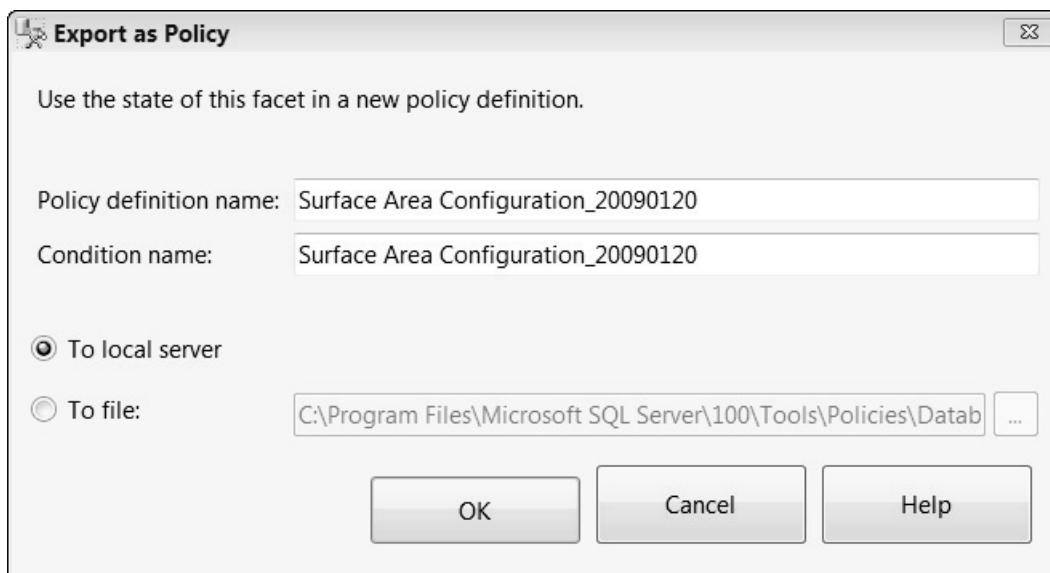 Export as Policy
Use the state of this facet in a new policy definition.
Policy definition name: Surface Area Configuration_20090120
Condition name: Surface Area Configuration_20090120
To local server
To file: C:\Program Files\Microsoft SQL Server\100\Tools\Policies\Datab ...
OK Cancel Help